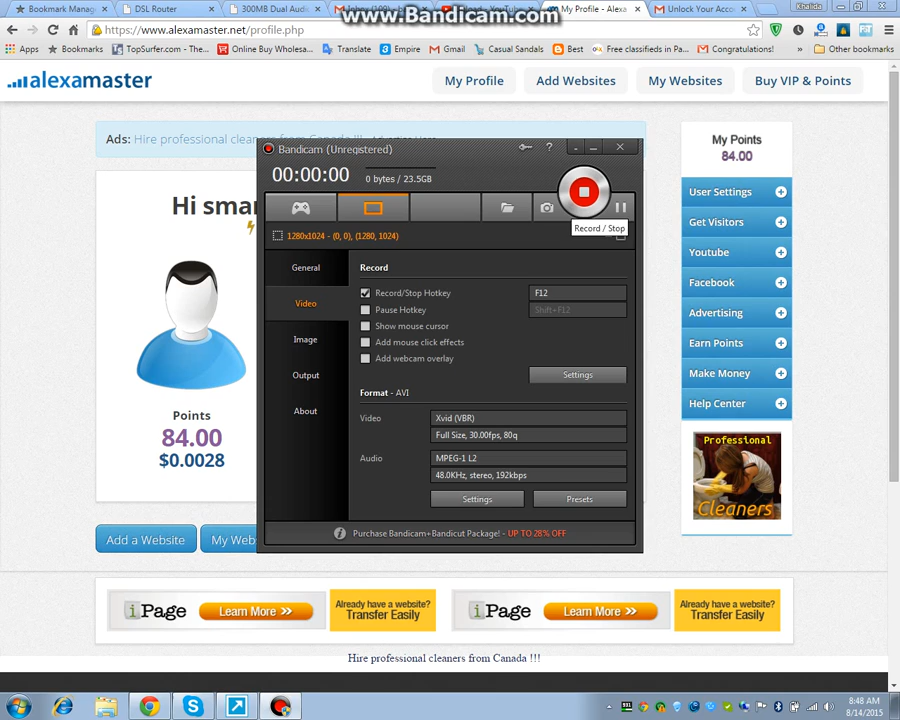 www.Bandicam.com
Bookmark Manag
DSL Router
300MB Dual Audi
My Profile - Alexa
Unlock Your Acco
Khalida
https://www.alexamaster.net/profile.php
Apps
TopSurfer.com - The
Online Buy Wholesal
Translate
Empire
Gmail
Casual Sandals
Best
Free classifieds in Pa
Congratulations!
Other bookmarks
alexamaster
My Profile
Add Websites
My Websites
Buy VIP & Points
Ads: Hire professional cleaners from Canada !!!
Hi sma
Points
84.00
$0.0028
Add a Website
My Web
Bandicam (Unregistered)
00:00:00
0 bytes / 23.5GB
Record / Stop
1280x1024 - (0, 0), (1280, 1024)
General
Video
Image
Output
About
Record
Record/Stop Hotkey
F12
Pause Hotkey
Shift+F12
Show mouse cursor
Add mouse click effects
Add webcam overlay
Settings
Format - AVI
Video
Xvid (VBR)
Full Size, 30.00fps, 80q
Audio
MPEG-1 L2
48.0KHz, stereo, 192kbps
Settings
Presets
Purchase Bandicam+Bandicut Package! - UP TO 28% OFF
My Points
84.00
User Settings
Get Visitors
Youtube
Facebook
Advertising
Earn Points
Make Money
Help Center
Professional
Cleaners
iPage
Learn More >>
Already have a website?
Transfer Easily
iPage
Learn More >>
Already have a website?
Transfer Easily
Hire professional cleaners from Canada !!!
8:48 AM
8/14/2015